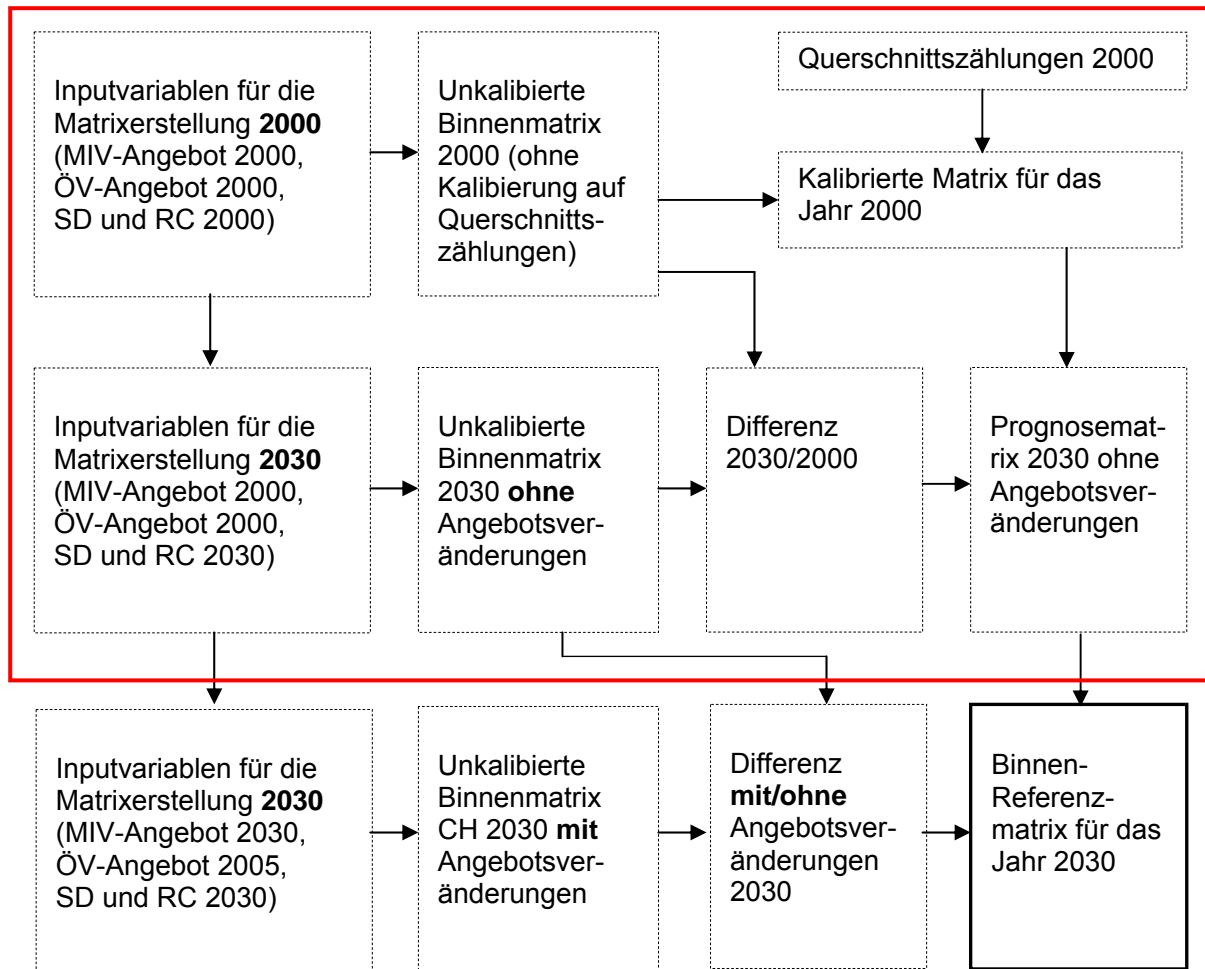 Inputvariablen für die
Matrixerstellung 2000
(MIV-Angebot 2000,
ÖV-Angebot 2000,
SD und RC 2000)
Unkalibierte
Binnenmatrix
2000 (ohne
Kalibierung auf
Querschnitts-
zählungen)
Querschnittszählungen 2000
Kalibrierte Matrix für das
Jahr 2000
Inputvariablen für die
Matrixerstellung 2030
(MIV-Angebot 2000,
ÖV-Angebot 2000,
SD und RC 2030)
Unkalibierte
Binnenmatrix
2030 ohne
Angebotsver-
änderungen
Differenz
2030/2000
Prognosemat-
rix 2030 ohne
Angebotsver-
änderungen
Inputvariablen für die
Matrixerstellung 2030
(MIV-Angebot 2030,
ÖV-Angebot 2005,
SD und RC 2030)
Unkalibierte
Binnenmatrix
CH 2030 mit
Angebotsver-
änderungen
Differenz
mit/ohne
Angebotsver-
änderungen
2030
Binnen-
Referenz-
matrix für das
Jahr 2030